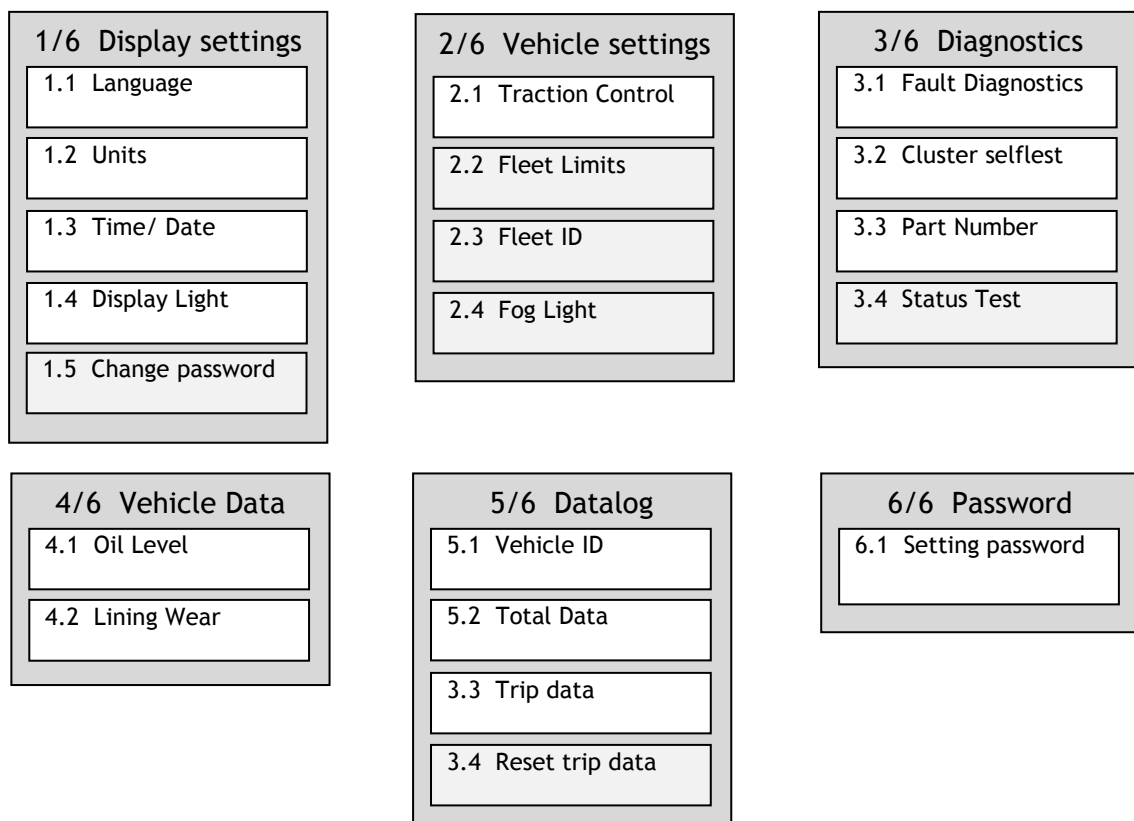 1/6 Display settings
1.1 Language
1.2 Units
1.3 Time/ Date
1.4 Display Light
1.5 Change password
2/6 Vehicle settings
2.1 Traction Control
2.2 Fleet Limits
2.3 Fleet ID
2.4 Fog Light
3/6 Diagnostics
3.1 Fault Diagnostics
3.2 Cluster selflest
3.3 Part Number
3.4 Status Test
4/6 Vehicle Data
4.1 Oil Level
4.2 Lining Wear
5/6 Datalog
5.1 Vehicle ID
5.2 Total Data
3.3 Trip data
3.4 Reset trip data
6/6 Password
6.1 Setting password